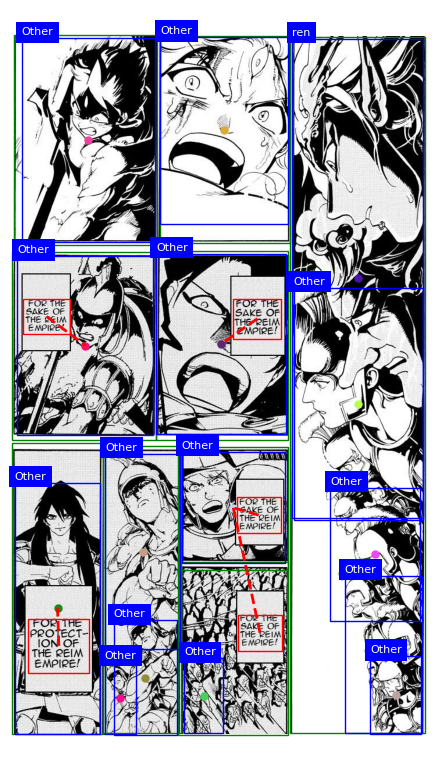 Other
Other
ren
Other
FOR THE
SAKE OF
THE REIM
EMPIRE!
Other
FOR THE
SAKE OF
THE REIM
EMPIRE!
Other
Other
FOR THE
PROTECT-
ION OF
THE REIM
EMPIRE!
Other
Other
Other
Other
FOR THE
SAKE OF
THE REIM
EMPIRE!
Other
FOR THE
SAKE OF
THE REIM
EMPIRE!
Other
Other
Other